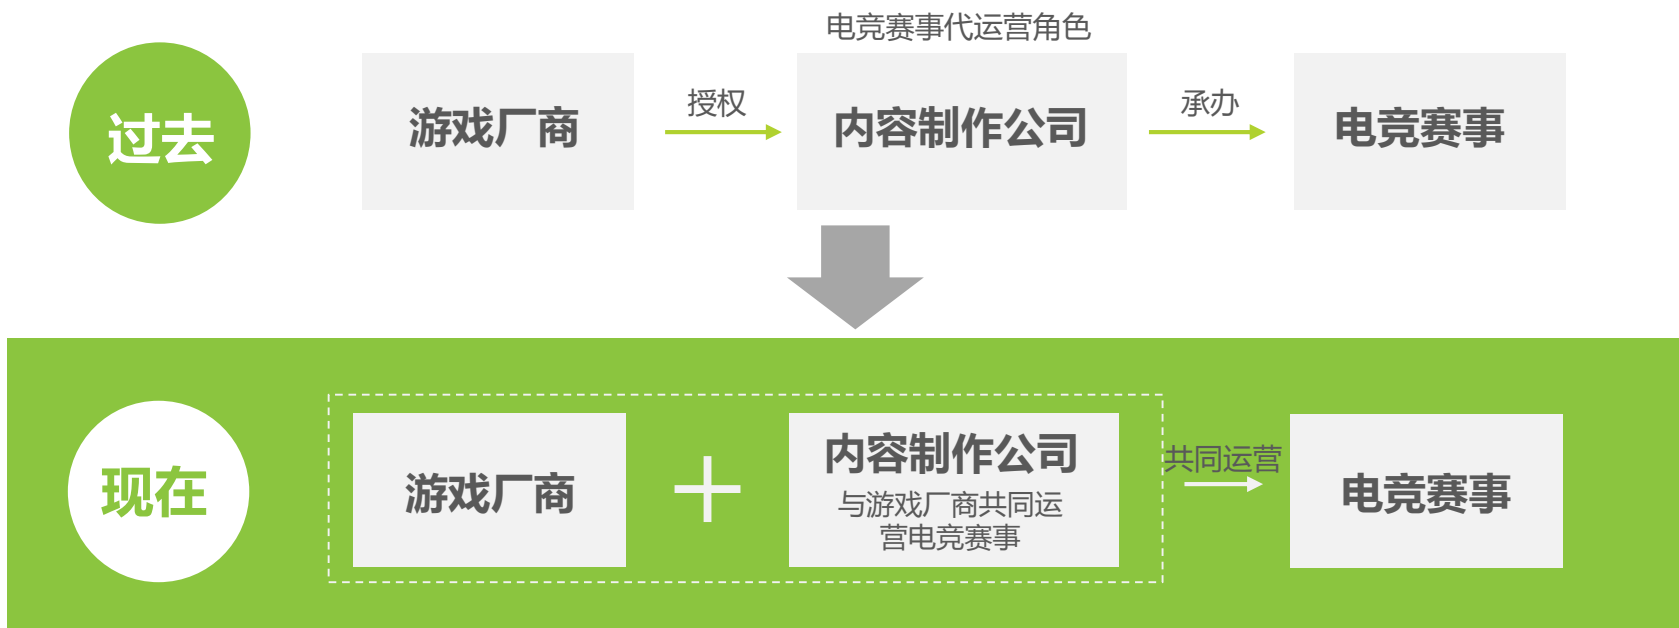 电竞赛事代运营角色
过去
游戏厂商
授权
内容制作公司
承办
电竞赛事
现在
游戏厂商
内容制作公司
与游戏厂商共同运
营电竞赛事
共同运营
电竞赛事